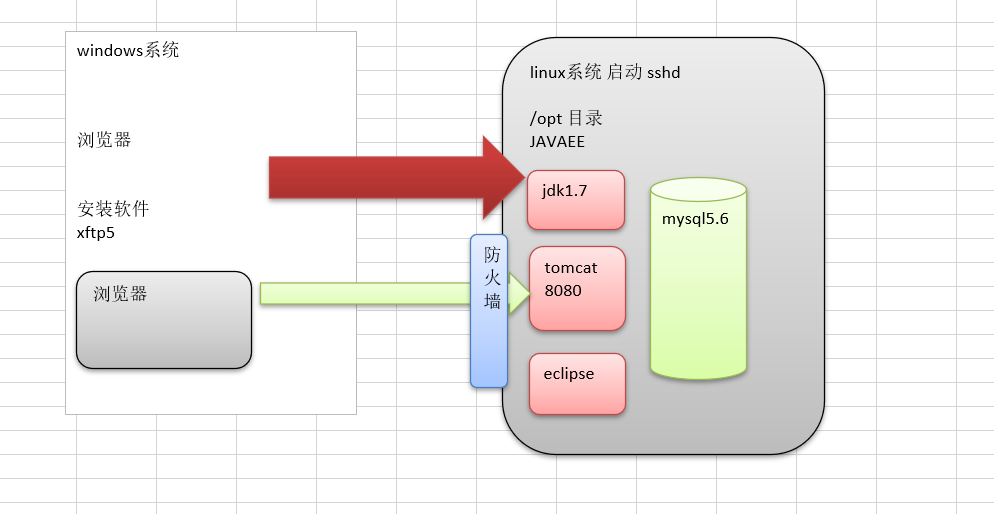 windows系统
浏览器
安装软件
xftp5
浏览器
防
火
墙
linux系统 启动 sshd
/opt 目录
JAVAEE
jdk1.7
tomcat
8080
eclipse
mysql5.6